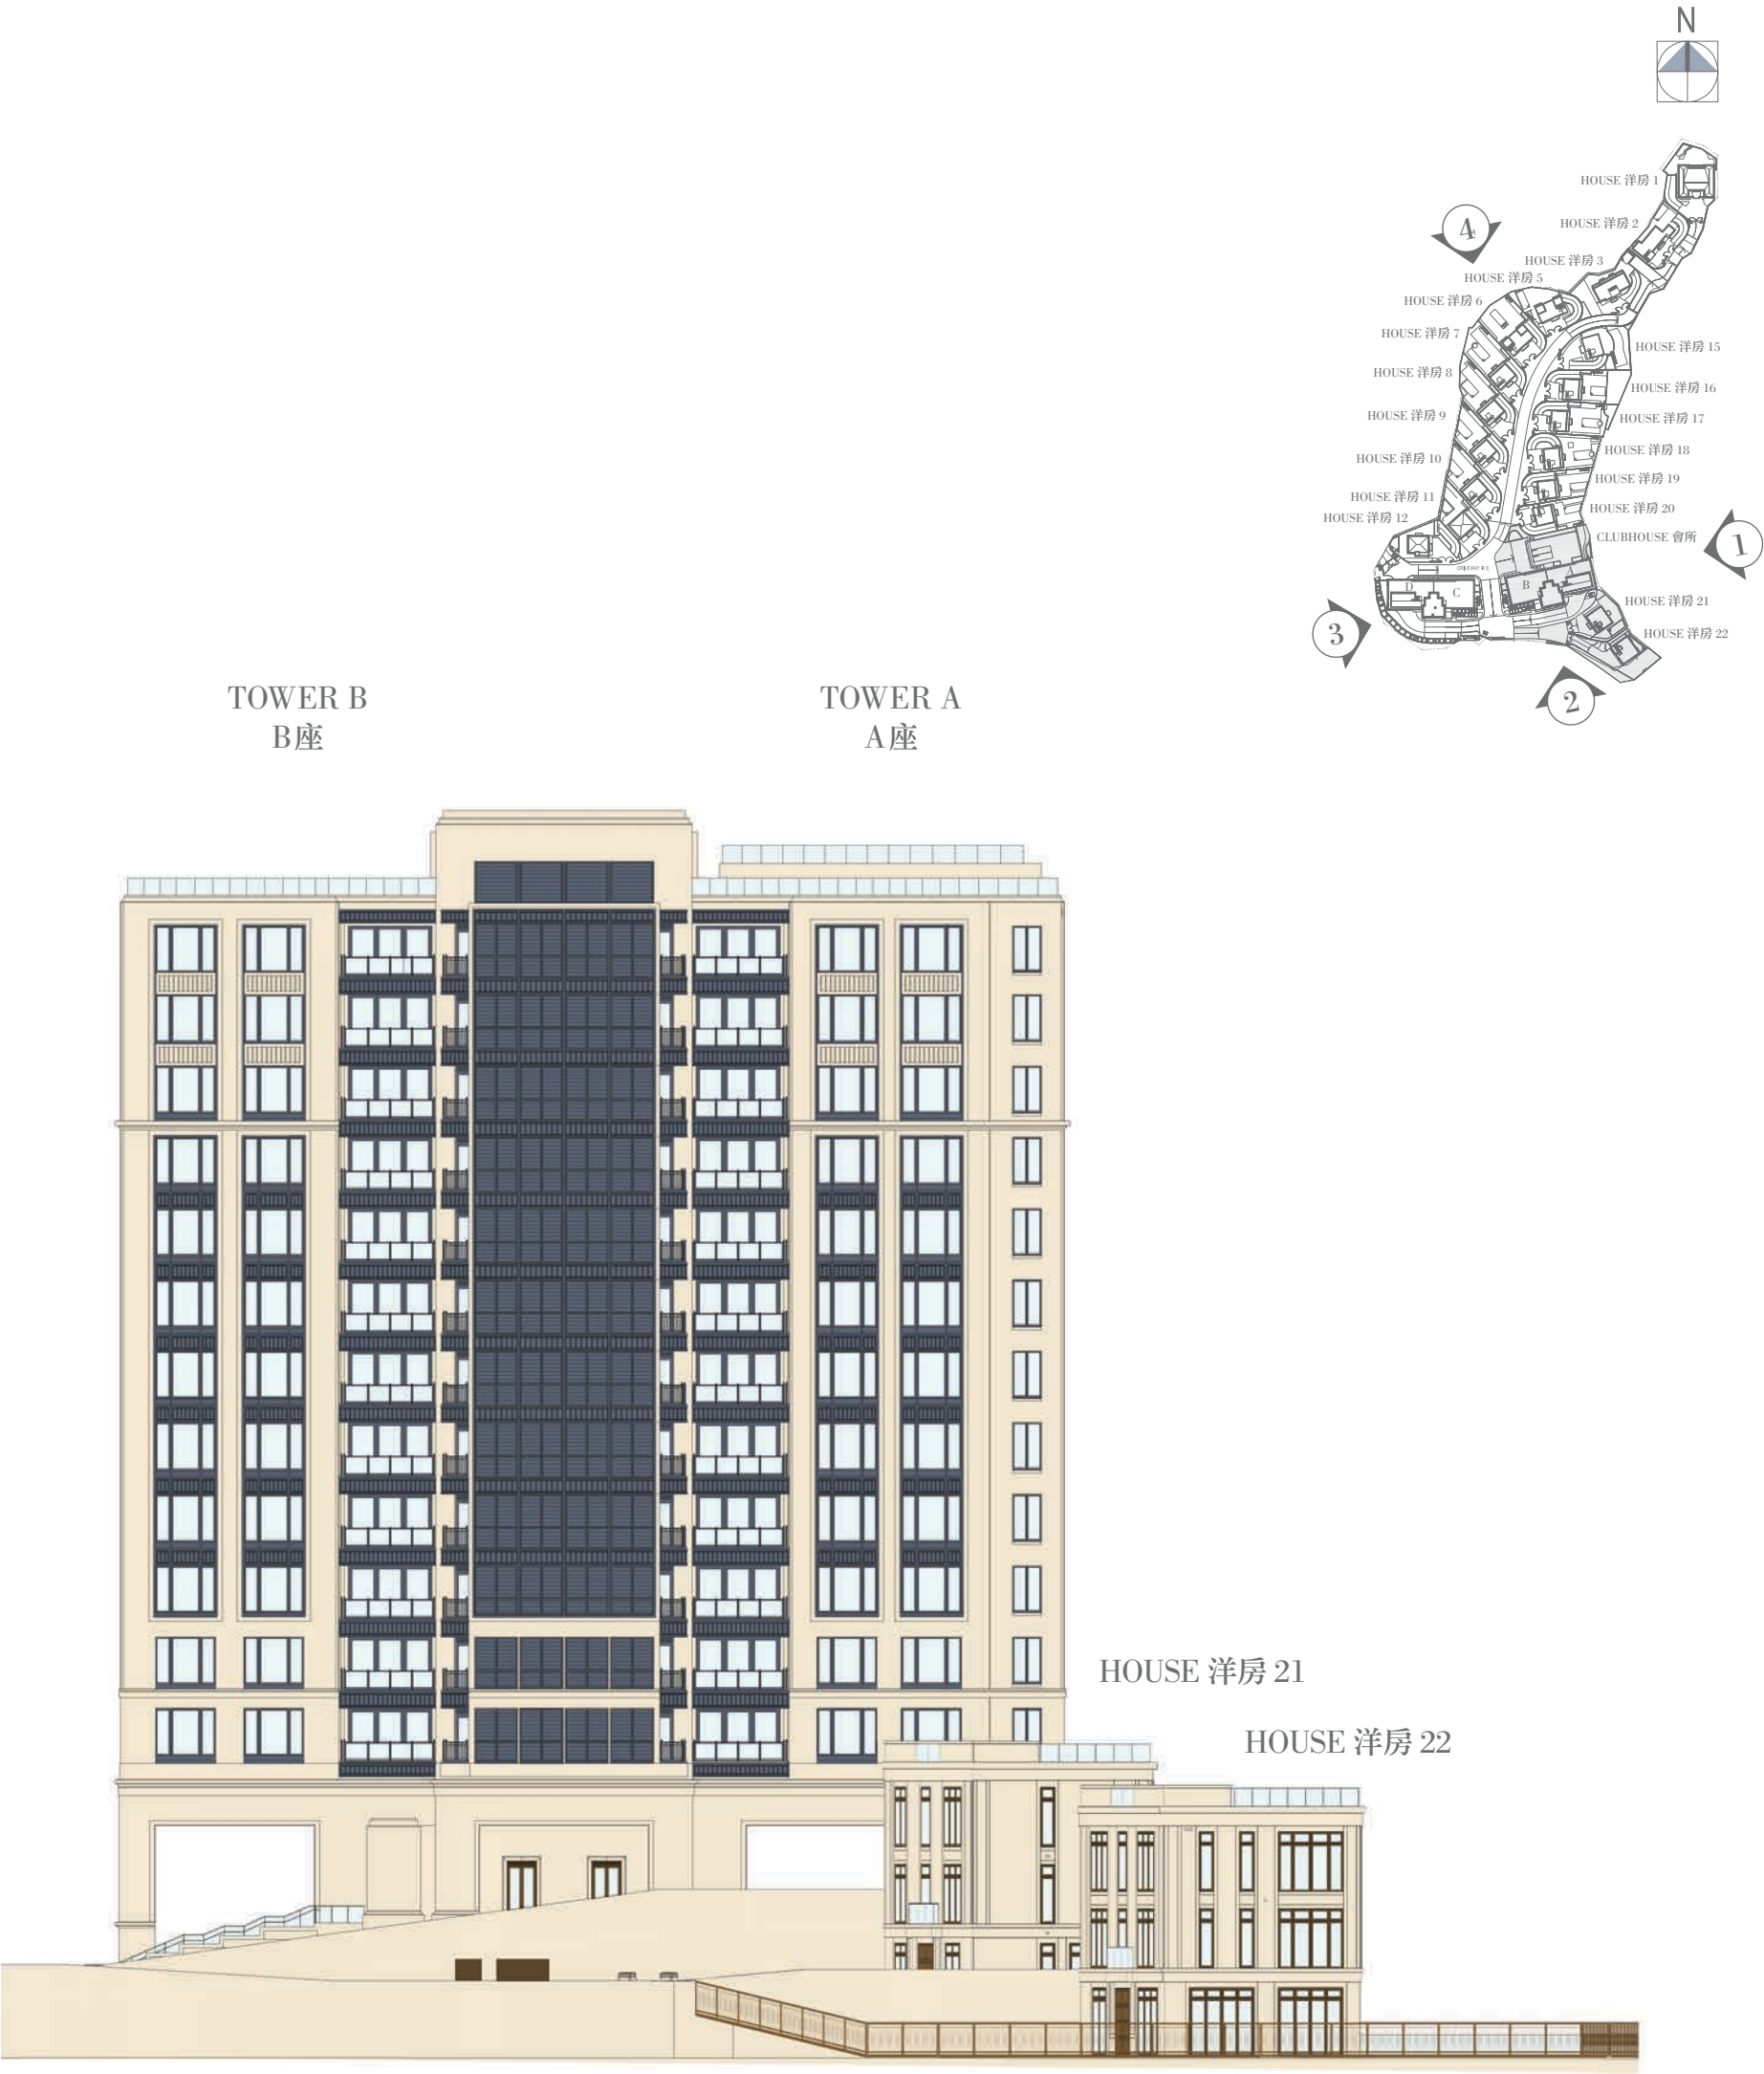 N
HOUSE 洋房 1
HOUSE 洋房 2
HOUSE 洋房 3
4
HOUSE 洋房 5
HOUSE 洋房 6
HOUSE 洋房 7
HOUSE 洋房 15
HOUSE 洋房 8
HOUSE 洋房 16
HOUSE 洋房 9
HOUSE 洋房 17
HOUSE 洋房 18
HOUSE 洋房 10
HOUSE 洋房 19
HOUSE 洋房 11
HOUSE 洋房 20
HOUSE 洋房 12
CLUBHOUSE 會所
1
DRIVEWAY
A
B
D
C
HOUSE 洋房 21
3
HOUSE 洋房 22
2
TOWER B
B座
TOWER A
A座
HOUSE 洋房 21
HOUSE 洋房 22